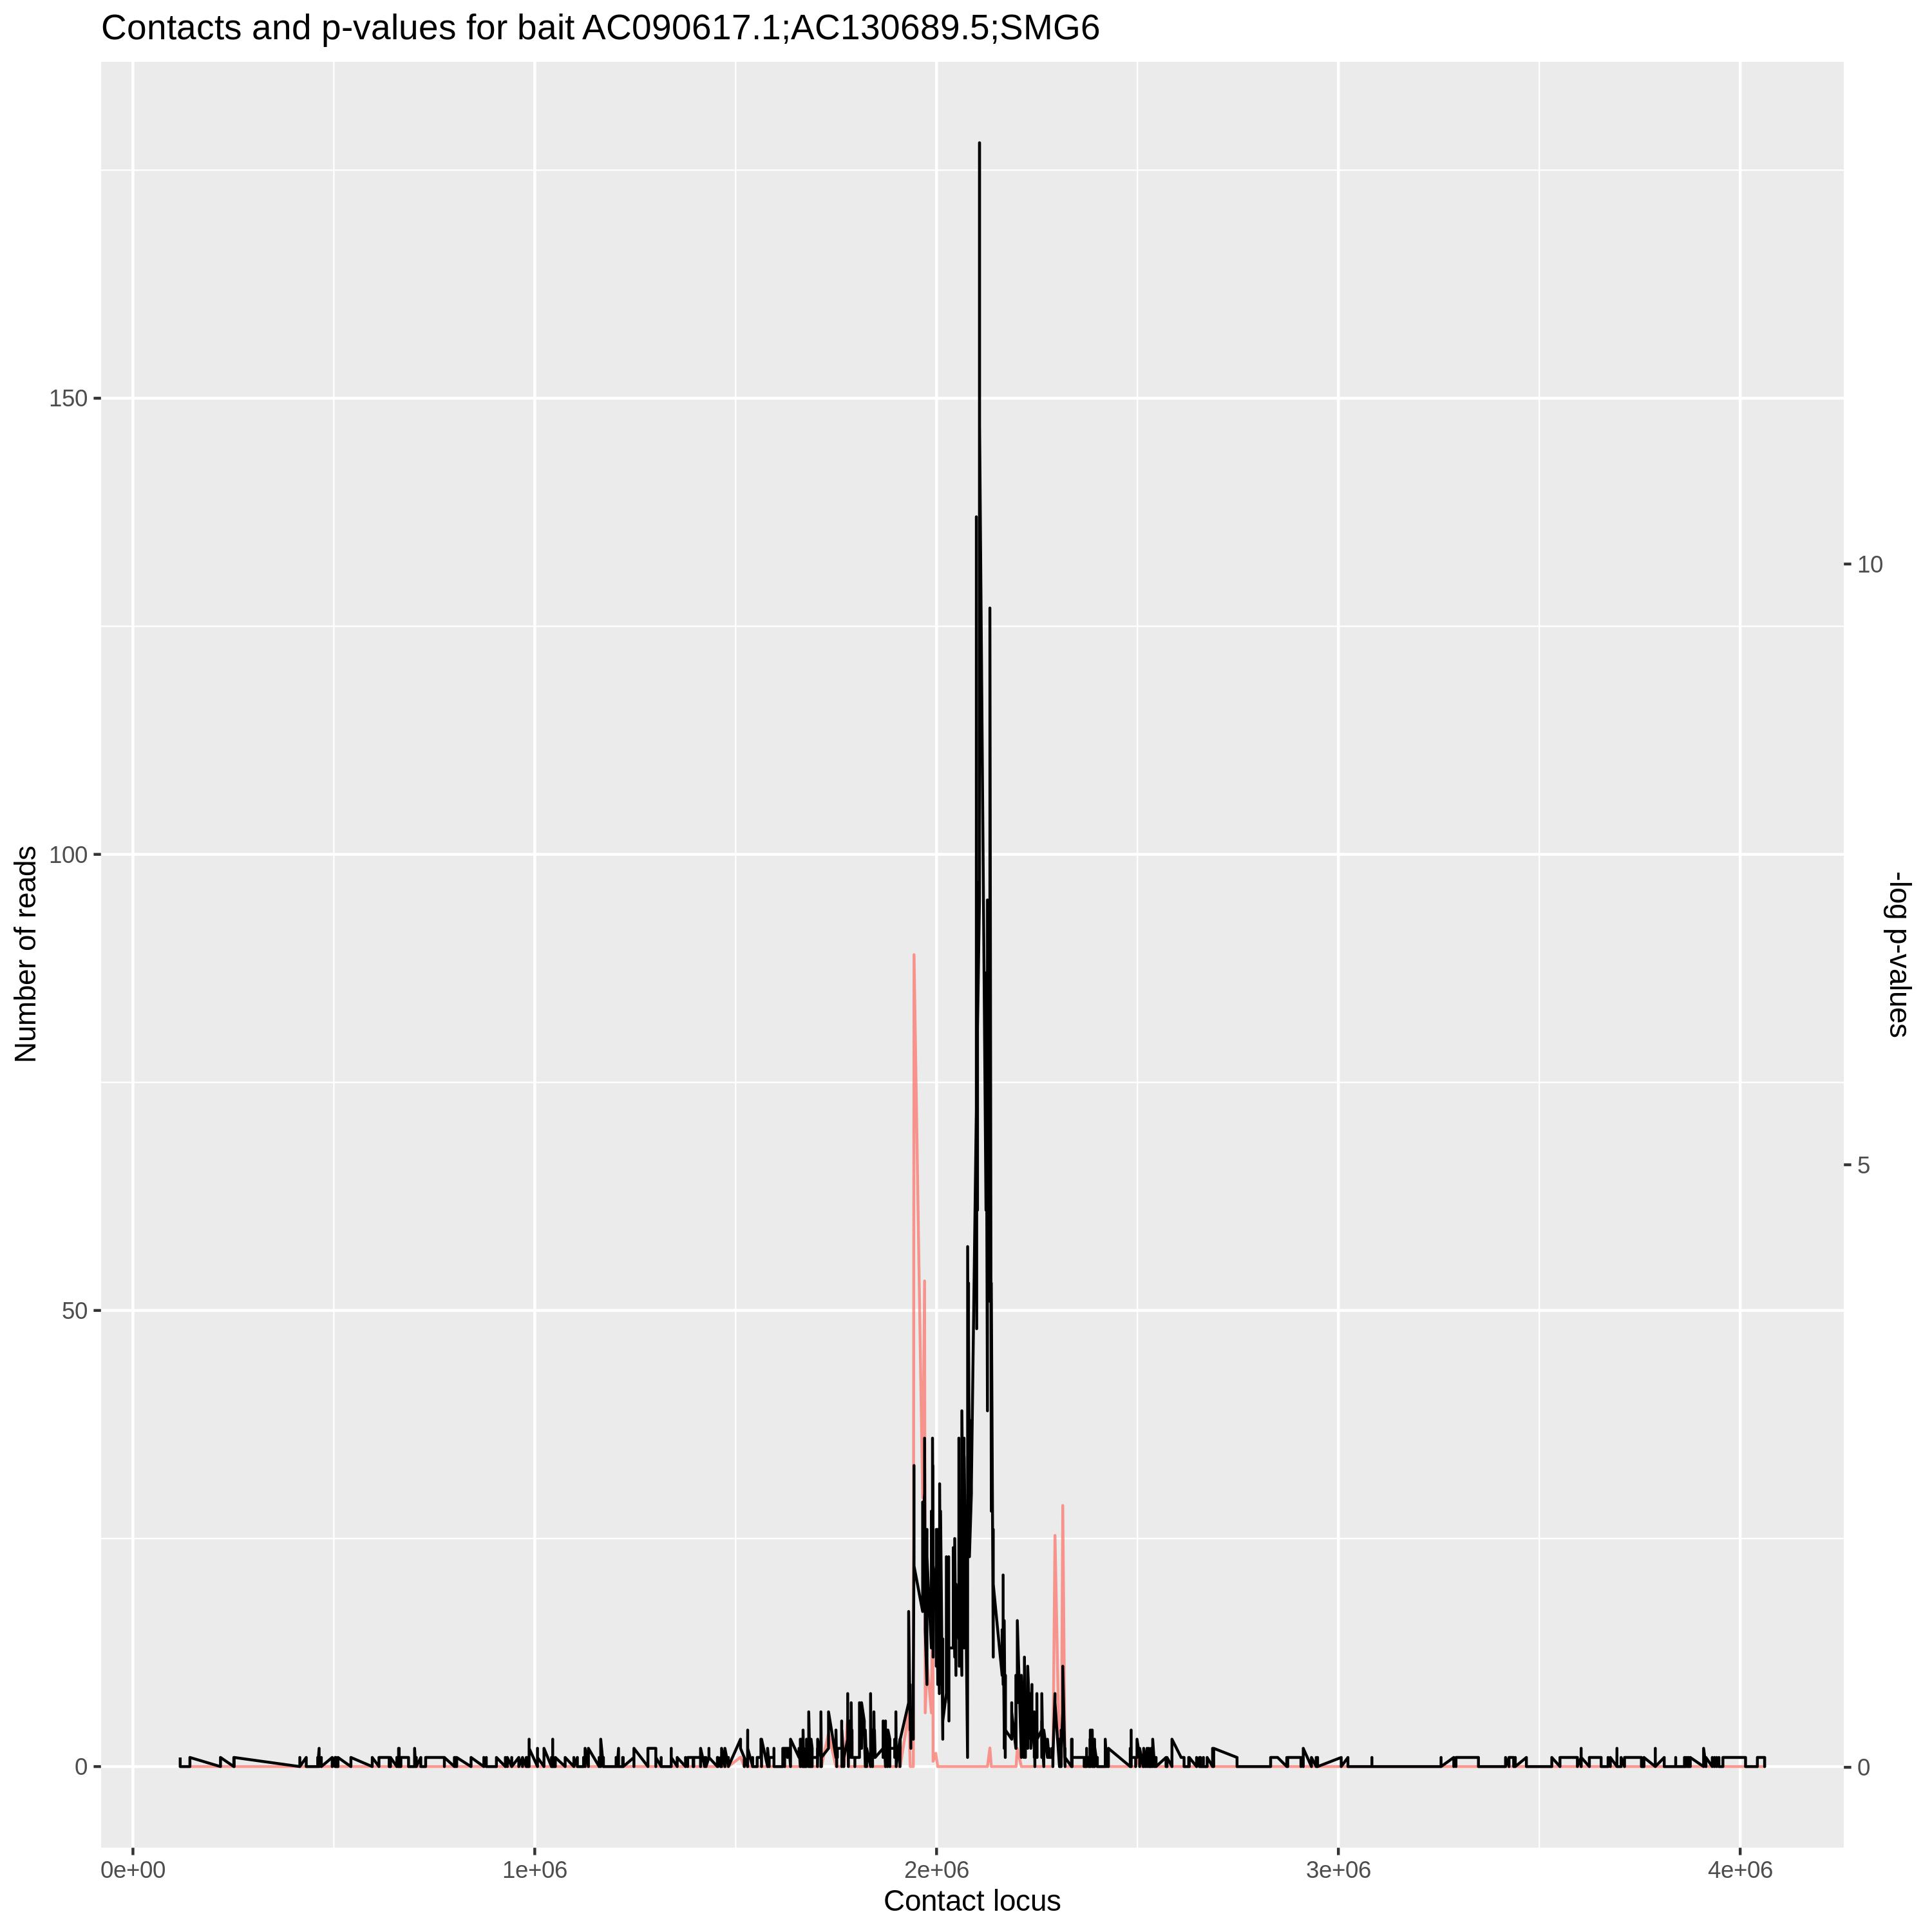 Contacts and p-values for bait AC090617.1;AC130689.5;SMG6
150
100
50
0
Number of reads
10
5
0
-log p-values
0e+00
1e+06
2e+06
3e+06
4e+06
Contact locus